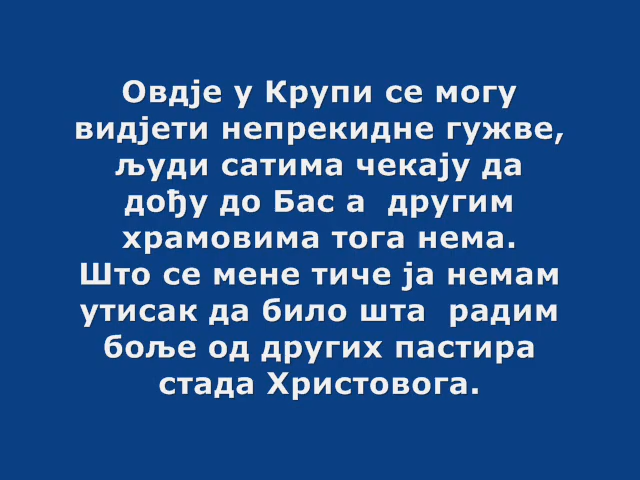 Овдје у Крупи се могу
видјети непрекидне гужве,
људи сатима чекају да
дођу до Бас а  другим
храмовима тога нема.
Што се мене тиче ја немам
утисак да било шта  радим
боље од других пастира
стада Христовога.